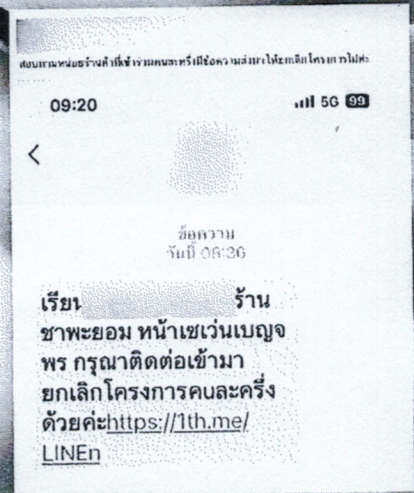 สอบถามหน่อยร้านค้าที่เข้าร่วมคนละครึ่งมีข้อความส่งมาให้ยกเลิกโครงการไหมค่ะ
09:20
5G 99
ข้อความ
วันนี้ 06:36
เรียน ร้าน
ชาพะยอม หน้าเซเว่นเบญจ
พร กรุณาติดต่อเข้ามา
ยกเลิกโครงการคนละครึ่ง
ด้วยค่ะhttps://1th.me/
LINEn